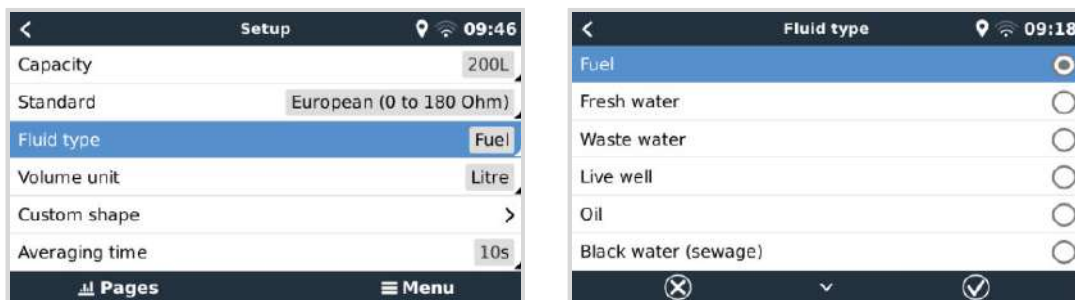 Setup 09:46
Capacity 200L
Standard European (0 to 180 Ohm)
Fluid type Fuel
Volume unit Litre
Custom shape
Averaging time 10s
Pages Menu
Fluid type 09:18
Fuel
Fresh water
Waste water
Live well
Oil
Black water (sewage)